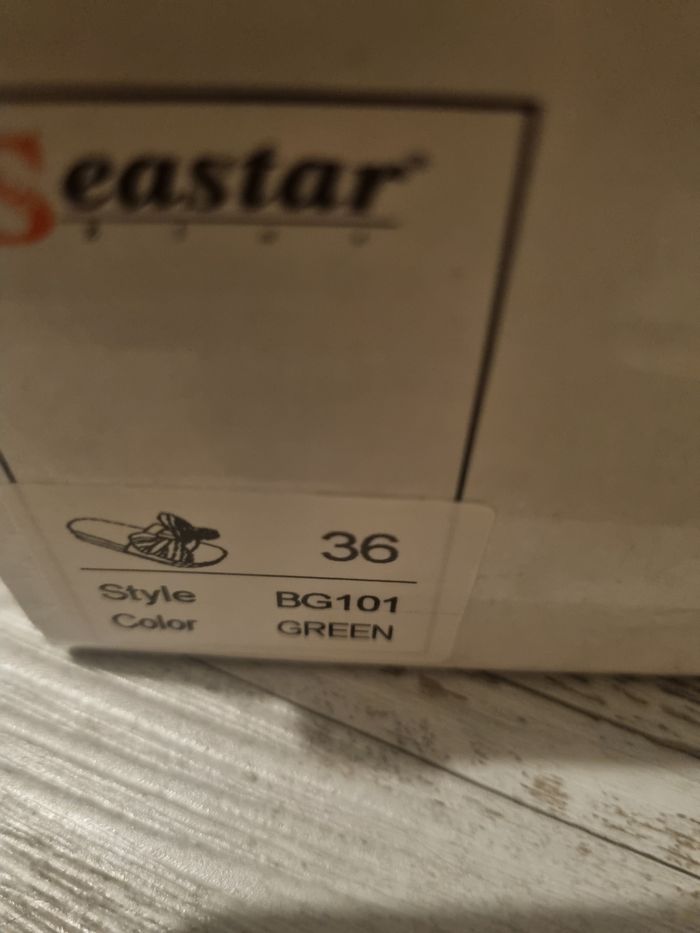 Seastar
36
Style BG101
Color GREEN